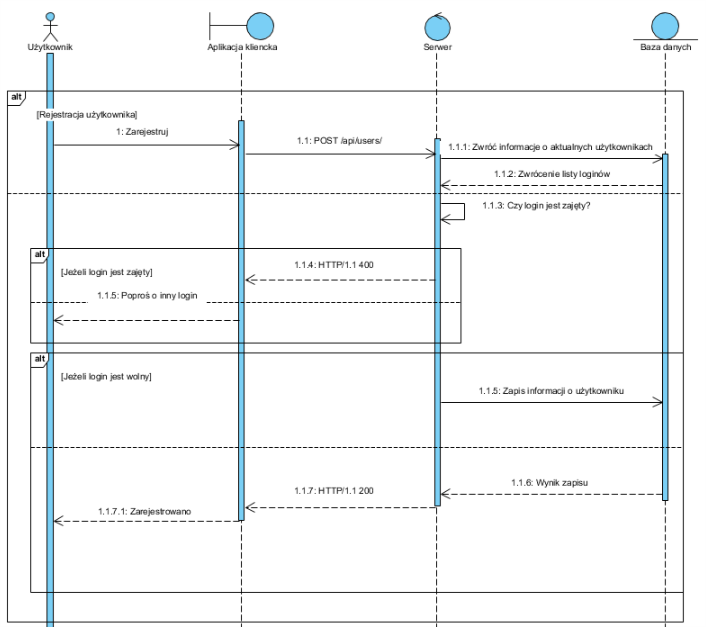 Użytkownik
Aplikacja kliencka
Serwer
Baza danych
alt
[Rejestracja użytkownika]
1: Zarejestruj
1.1: POST /api/users/
1.1.1: Zwróć informacje o aktualnych użytkownikach
1.1.2: Zwrócenie listy loginów
1.1.3: Czy login jest zajęty?
alt
[Jeżeli login jest zajęty]
1.1.4: HTTP/1.1 400
1.1.5: Poproś o inny login
alt
[Jeżeli login jest wolny]
1.1.5: Zapis informacji o użytkowniku
1.1.6: Wynik zapisu
1.1.7: HTTP/1.1 200
1.1.7.1: Zarejestrowano